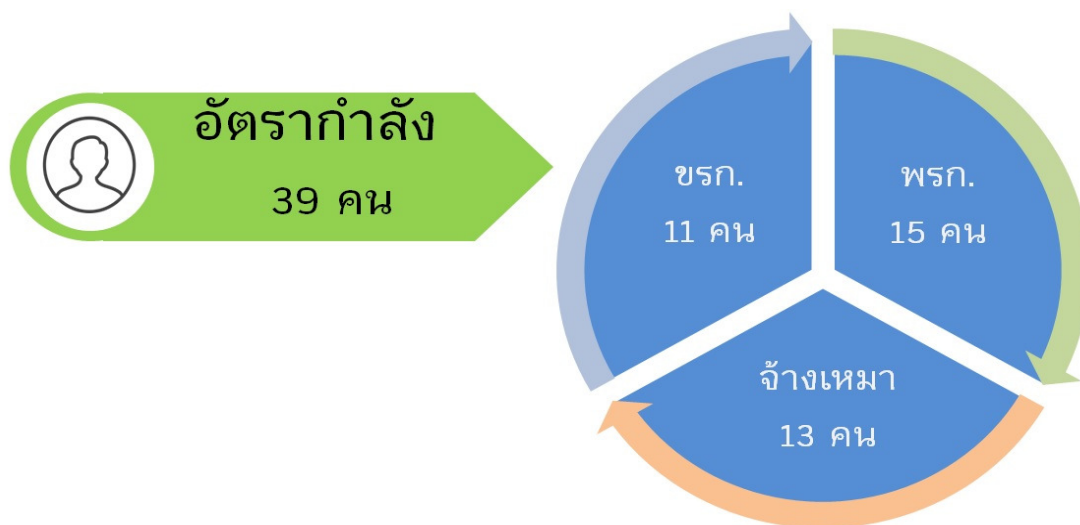 อัตรากำลัง
39 คน
ขรก.
11 คน
พรก.
15 คน
จ้างเหมา
13 คน